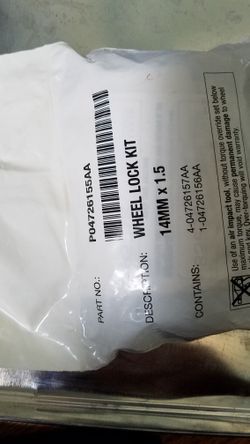 PART NO.: P04726155AA
DESCRIPTION: WHEEL LOCK KIT
14MM x 1.5
CONTAINS: 4-04726157AA
1-04726156AA
Use of an air impact tool, without torque override set below
maximum torque, may cause permanent damage to wheel